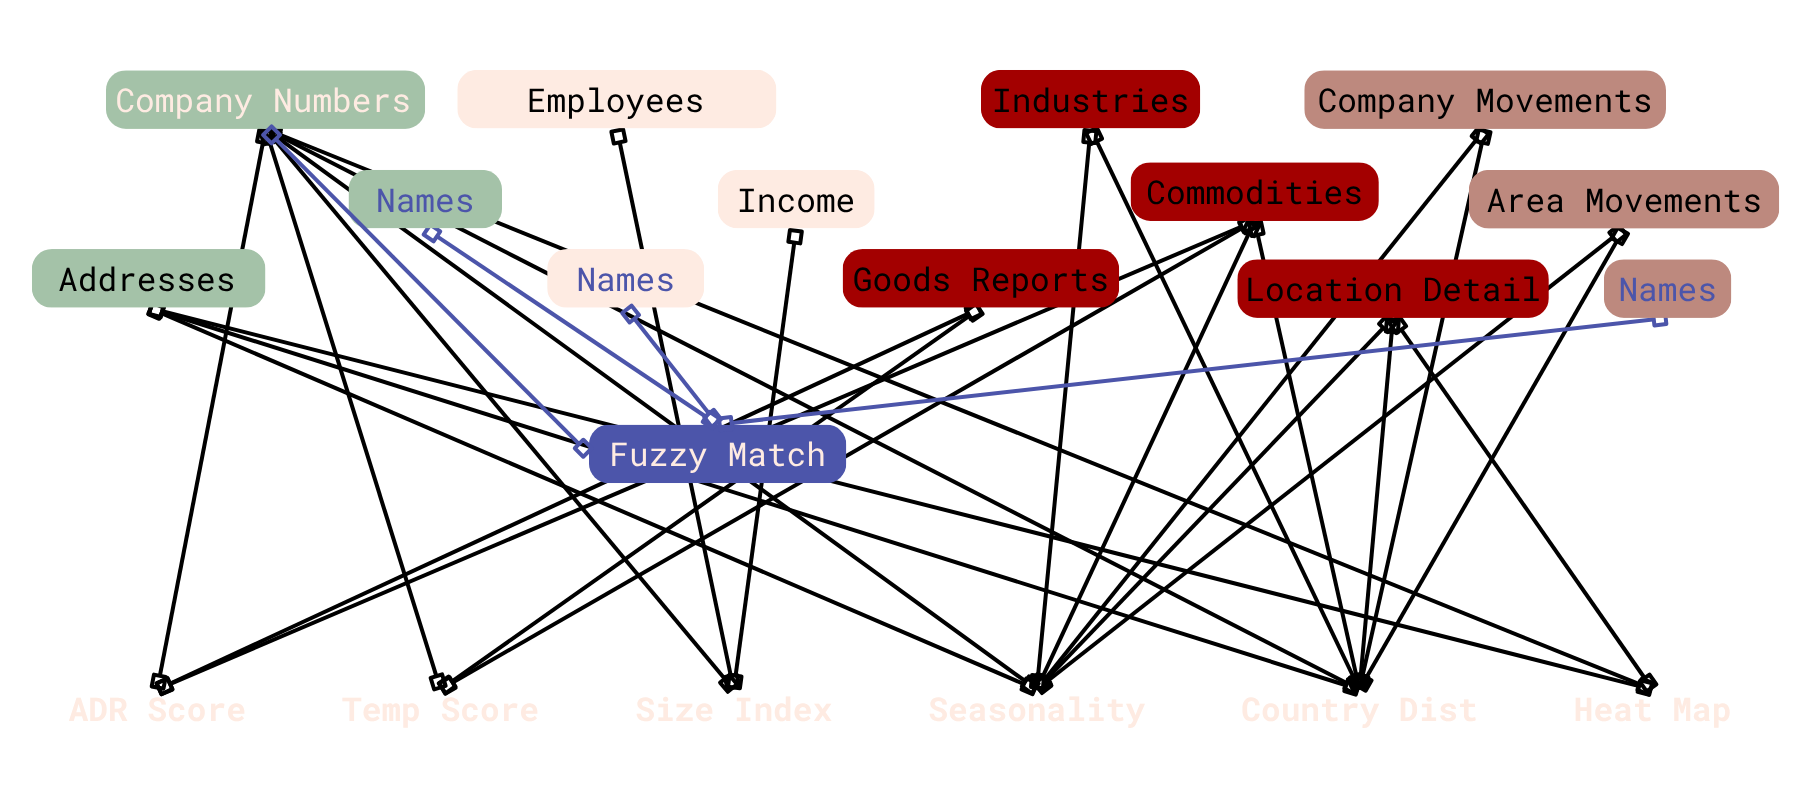 Company Numbers
Employees
Industries
Company Movements
Names
Income
Commodities
Area Movements
Addresses
Names
Goods Reports
Location Detail
Names
Fuzzy Match
ADR Score
Temp Score
Size Index
Seasonality
Country Dist
Heat Map